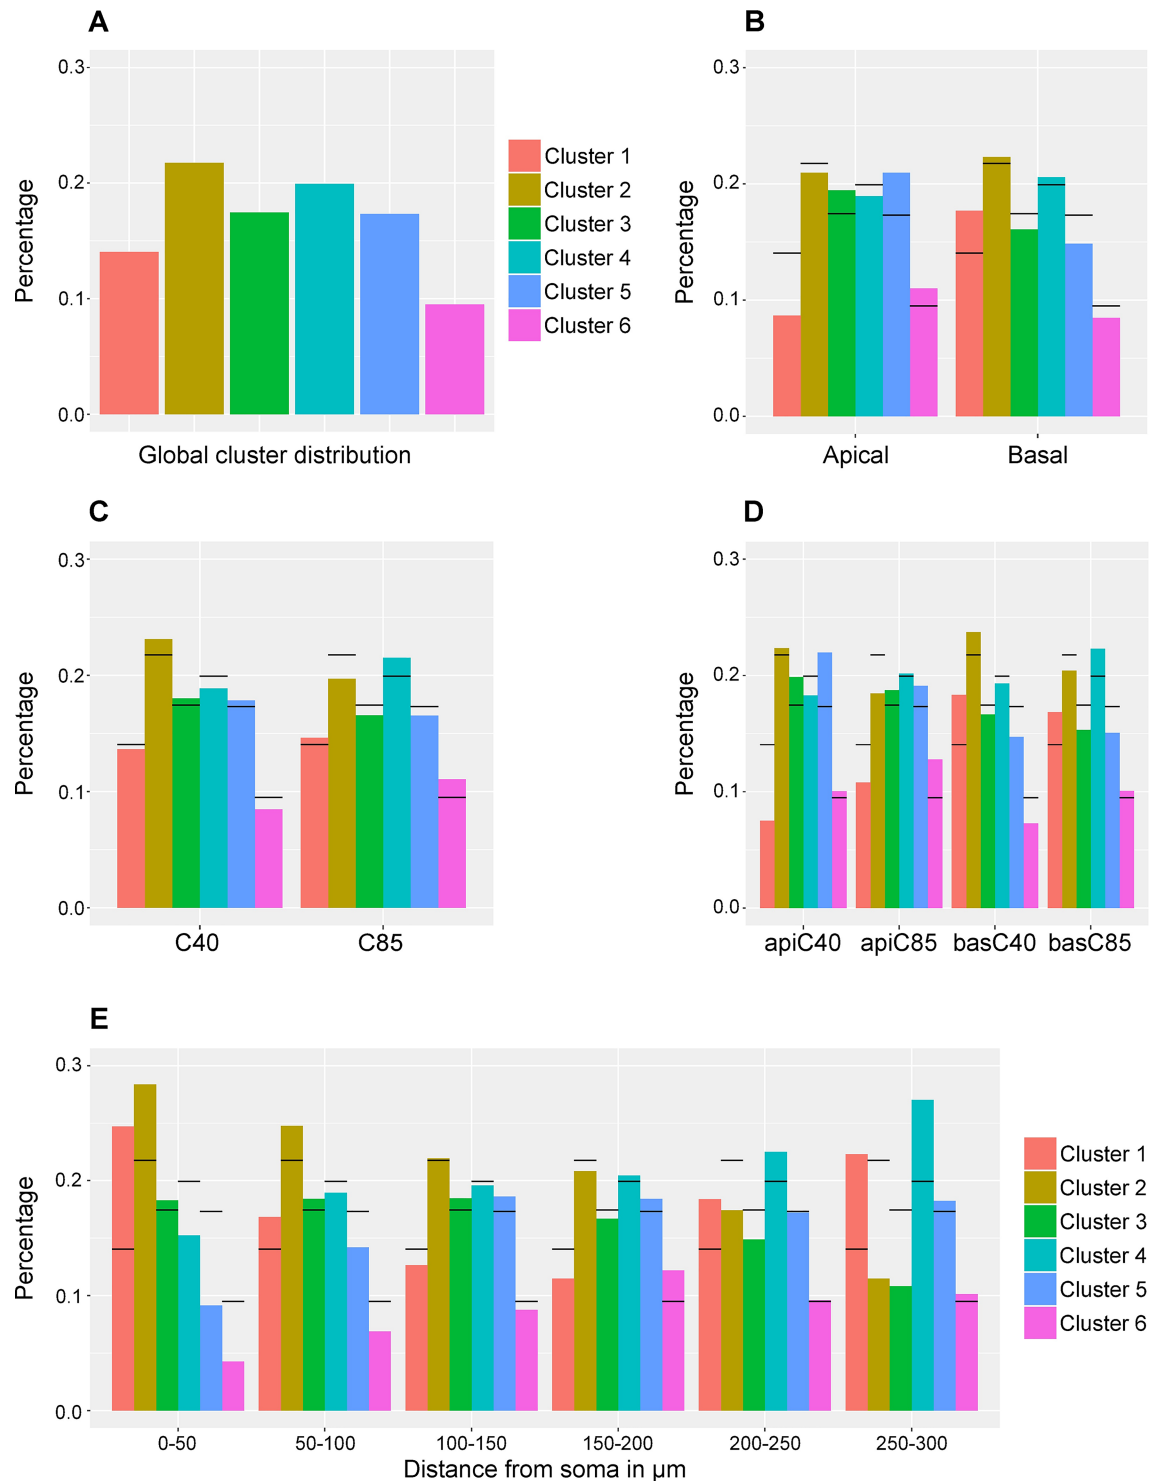 A
0.3
0.2
0.1
0.0
Percentage
Global cluster distribution
Cluster 1
Cluster 2
Cluster 3
Cluster 4
Cluster 5
Cluster 6
B
0.3
0.2
0.1
0.0
Percentage
Apical Basal
C
0.3
0.2
0.1
0.0
Percentage
C40 C85
D
0.3
0.2
0.1
0.0
Percentage
apiC40 apiC85 basC40 basC85
E
0.3
0.2
0.1
0.0
Percentage
0-50 50-100 100-150 150-200 200-250 250-300
Distance from soma in µm
Cluster 1
Cluster 2
Cluster 3
Cluster 4
Cluster 5
Cluster 6